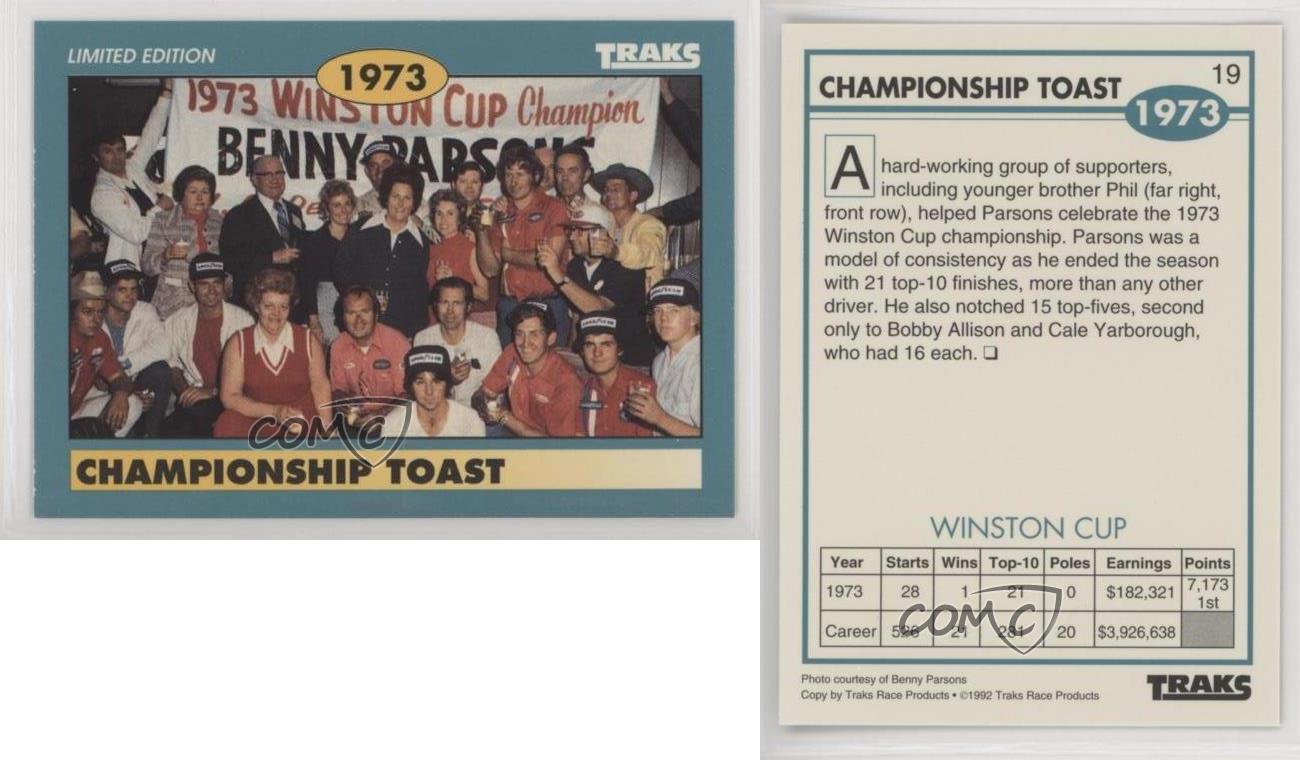 LIMITED EDITION
TRAKS
1973
1973 WINSTON CUP Champion
BENNY PARSONS
CHAMPIONSHIP TOAST
COMC
19
CHAMPIONSHIP TOAST
1973
A hard-working group of supporters,
including younger brother Phil (far right,
front row), helped Parsons celebrate the 1973
Winston Cup championship. Parsons was a
model of consistency as he ended the season
with 21 top-10 finishes, more than any other
driver. He also notched 15 top-fives, second
only to Bobby Allison and Cale Yarborough,
who had 16 each. ❑
WINSTON CUP
Year Starts Wins Top-10 Poles Earnings Points
1973 28 1 21 0 $182,321 7,173 1st
Career 526 21 281 20 $3,926,638
COMC
Photo courtesy of Benny Parsons
Copy by Traks Race Products • ©1992 Traks Race Products
TRAKS